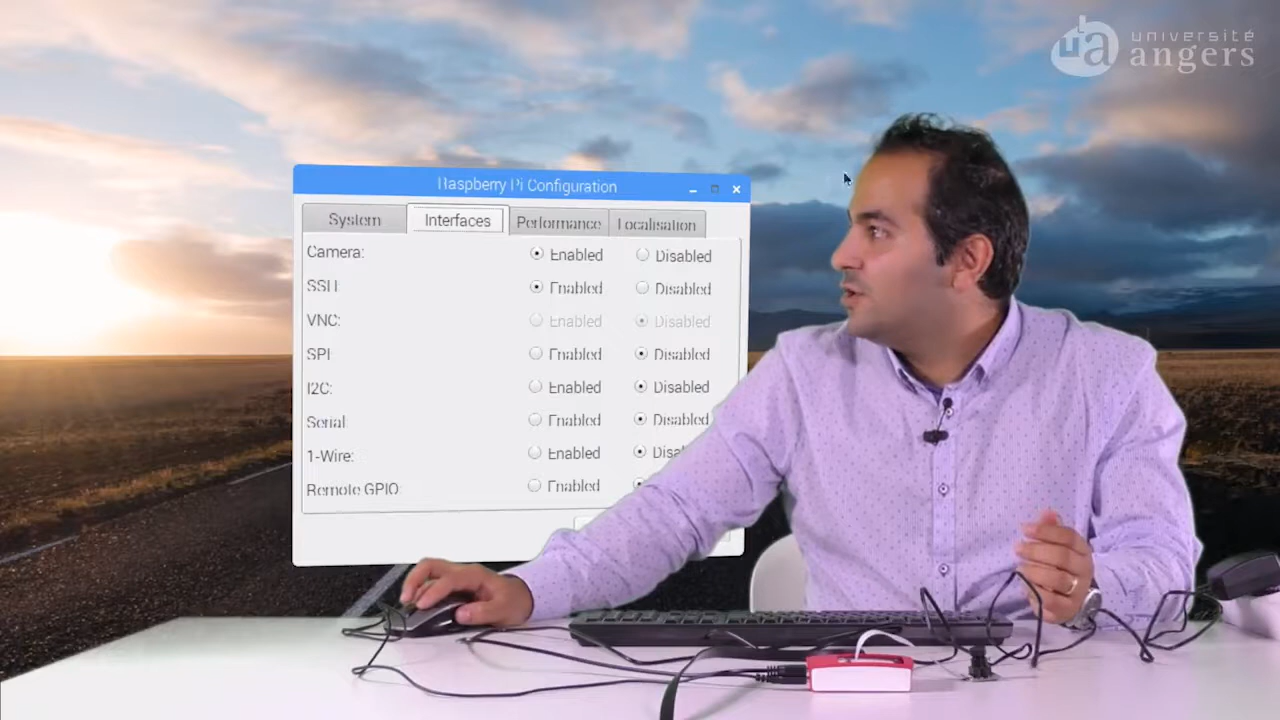 université
angers
Raspberry Pi Configuration
System Interfaces Performance Localisation
Camera: Enabled Disabled
SSH: Enabled Disabled
VNC: Enabled Disabled
SPI: Enabled Disabled
I2C: Enabled Disabled
Serial: Enabled Disabled
1-Wire: Enabled
Remote GPIO: Enabled